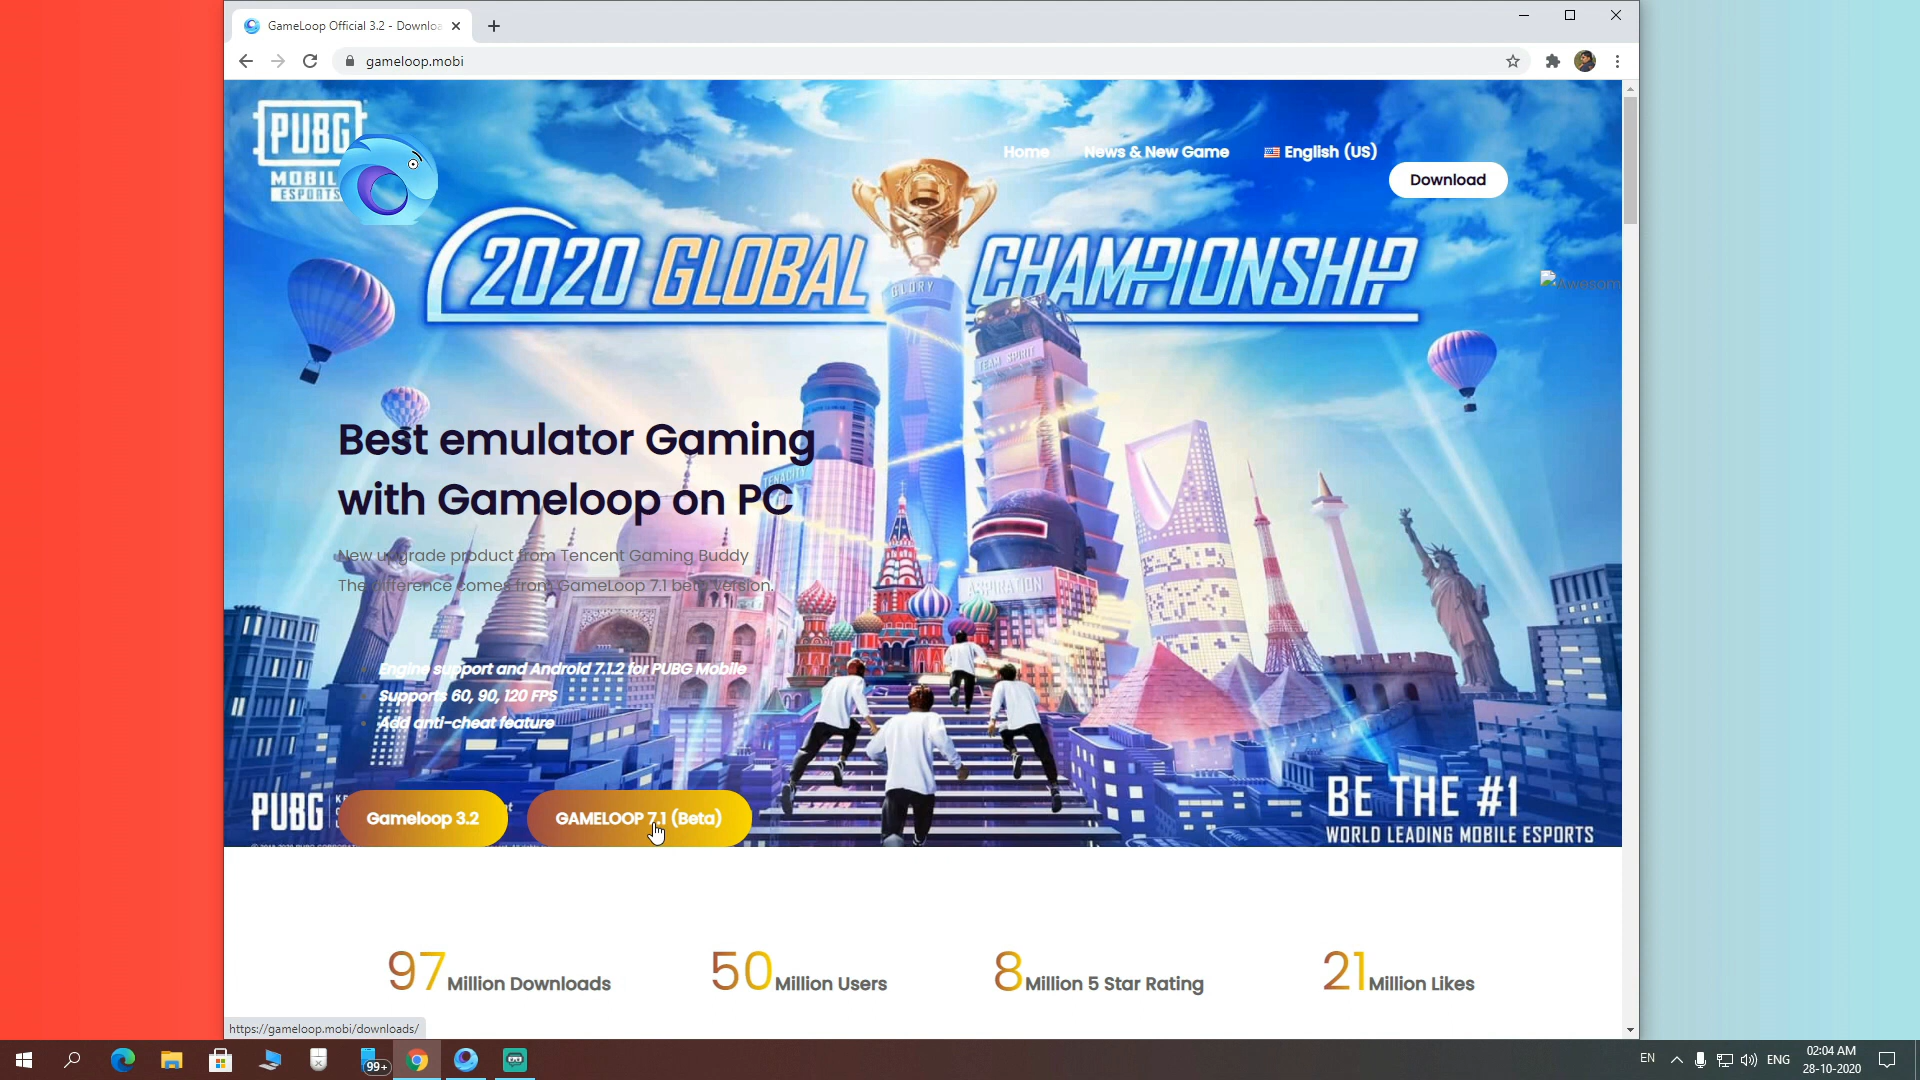 GameLoop Official 3.2 - Downloa
gameloop.mobi
PUBG
MOBILE
ESPORTS
Home
News & New Game
English (US)
Download
2020 GLOBAL CHAMPIONSHIP
GLORY
Awesom
TEAM SPIRIT
Best emulator Gaming
with Gameloop on PC
TENACITY
New upgrade product from Tencent Gaming Buddy
The difference comes from GameLoop 7.1 beta version.
ASPIRATION
Engine support and Android 7.1.2 for PUBG Mobile
Supports 60, 90, 120 FPS
Add anti-cheat feature
BE THE #1
WORLD LEADING MOBILE ESPORTS
PUBG
Gameloop 3.2
GAMELOOP 7.1 (Beta)
97 Million Downloads
50 Million Users
8 Million 5 Star Rating
21 Million Likes
https://gameloop.mobi/downloads/
99+
EN
ENG
02:04 AM
28-10-2020